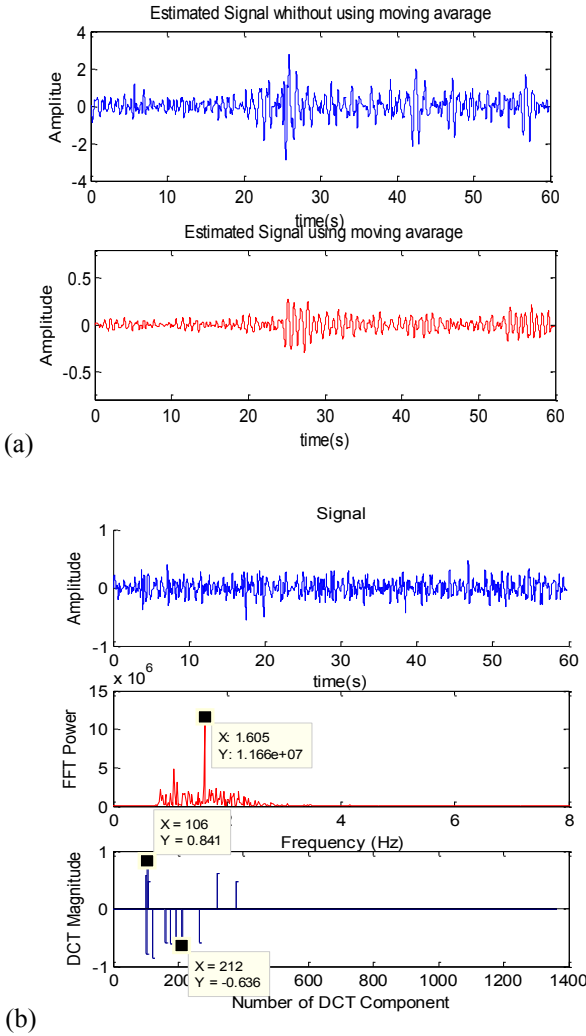 Estimated Signal whithout using moving avarage
4
2
0
-2
-4
Amplitue
0 10 20 30 40 50 60
time(s)
Estimated Signal using moving avarage
0.5
0
-0.5
Amplitude
0 10 20 30 40 50 60
time(s)
(a)
Signal
1
0
-1
Amplitude
0 10 20 30 40 50 60
time(s)
x 10^6
15
10
5
0
FFT Power
X: 1.605
Y: 1.166e+07
0 2 4 6 8
Frequency (Hz)
X = 106
Y = 0.841
1
0
-1
DCT Magnitude
X = 212
Y = -0.636
0 200 400 600 800 1000 1200 1400
Number of DCT Component
(b)